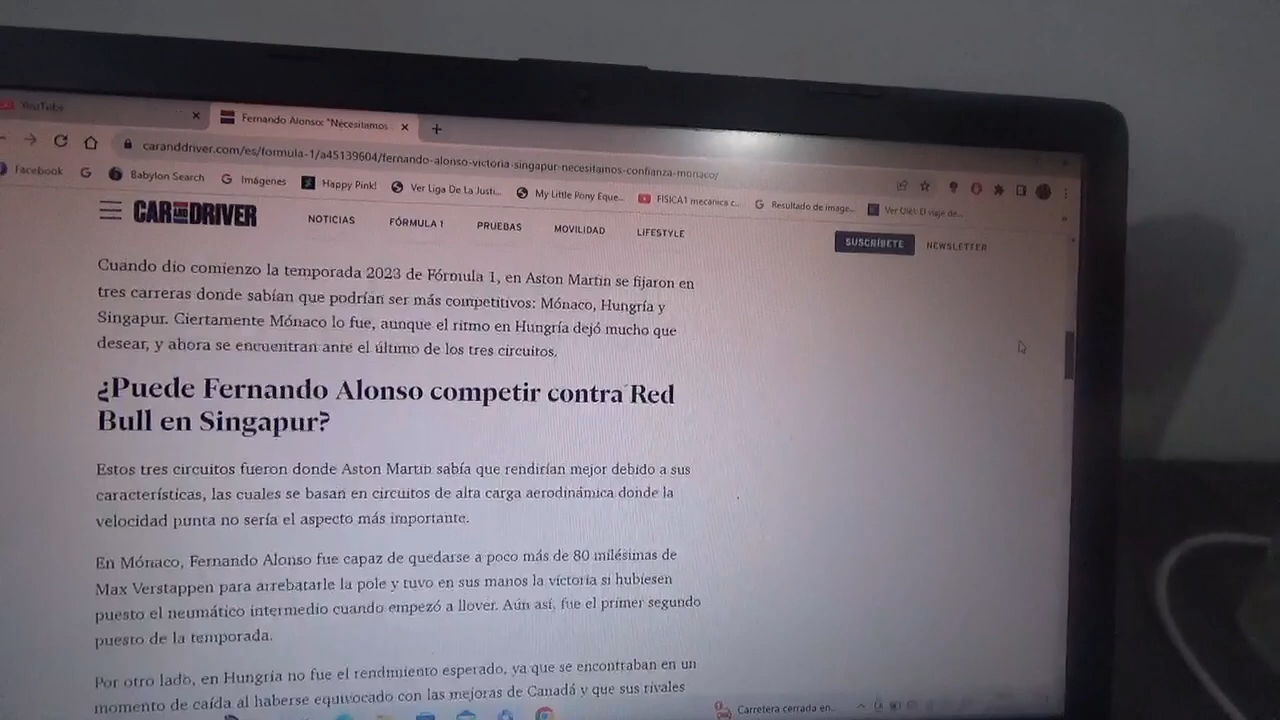 YouTube
Fernando Alonso: "Necesitamos
caranddriver.com/es/formula-1/a45139604/fernando-alonso-victoria-singapur-necesitamos-confianza-monaco/
Facebook
Babylon Search
Imágenes
Happy Pink!
Ver Liga De La Justi...
My Little Pony Eque...
FISICA1 mecanica c...
Resultado de image...
Ver Olé: El viaje de...
CAR AND DRIVER
NOTICIAS
FÓRMULA 1
PRUEBAS
MOVILIDAD
LIFESTYLE
SUSCRÍBETE
NEWSLETTER
Cuando dio comienzo la temporada 2023 de Fórmula 1, en Aston Martin se fijaron en
tres carreras donde sabían que podrían ser más competitivos: Mónaco, Hungría y
Singapur. Ciertamente Mónaco lo fue, aunque el ritmo en Hungría dejó mucho que
desear, y ahora se encuentran ante el último de los tres circuitos.
¿Puede Fernando Alonso competir contra Red
Bull en Singapur?
Estos tres circuitos fueron donde Aston Martin sabía que rendirían mejor debido a sus
características, las cuales se basan en circuitos de alta carga aerodinámica donde la
velocidad punta no sería el aspecto más importante.
En Mónaco, Fernando Alonso fue capaz de quedarse a poco más de 80 milésimas de
Max Verstappen para arrebatarle la pole y tuvo en sus manos la victoria si hubiesen
puesto el neumático intermedio cuando empezó a llover. Aún así, fue el primer segundo
puesto de la temporada.
Por otro lado, en Hungría no fue el rendimiento esperado, ya que se encontraban en un
momento de caída al haberse equivocado con las mejoras de Canadá y que sus rivales
Carretera cerrada en...